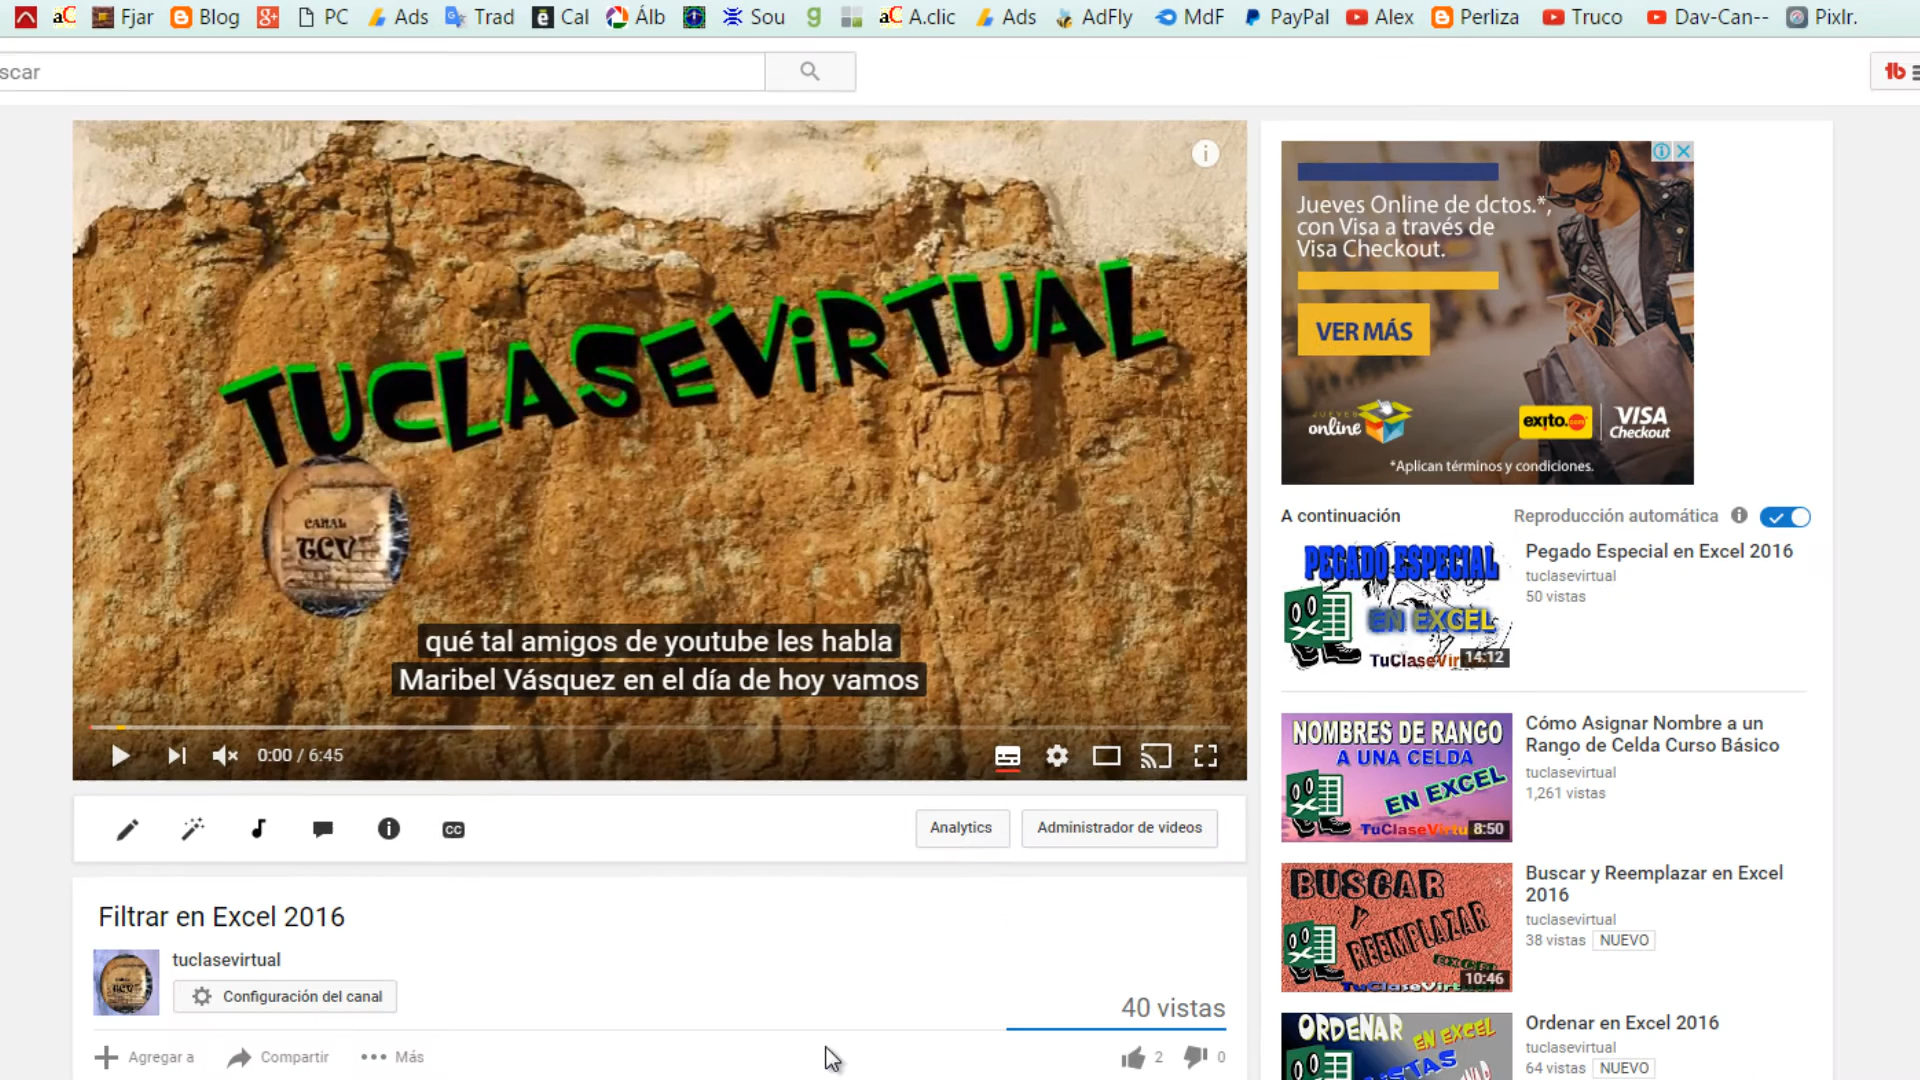 Fjar Blog PC Ads Trad Cal Álb Sou A.clic Ads AdFly MdF PayPal Alex Perliza Truco Dav-Can-- Pixlr.
scar
TUCLASEViRTUAL
CANAL
TCV
qué tal amigos de youtube les habla
Maribel Vásquez en el día de hoy vamos
0:00 / 6:45
Analytics
Administrador de videos
Filtrar en Excel 2016
tuclasevirtual
Configuración del canal
40 vistas
Agregar a
Compartir
Más
2
0
Jueves Online de dctos.*,
con Visa a través de
Visa Checkout.
VER MÁS
JUEVES
online
exito.com
VISA
Checkout
*Aplican términos y condiciones.
A continuación
Reproducción automática
PEGADO ESPECIAL
EN EXCEL
TuClaseVir
14:12
Pegado Especial en Excel 2016
tuclasevirtual
50 vistas
NOMBRES DE RANGO
A UNA CELDA
EN EXCEL
TuClaseVirtu
8:50
Cómo Asignar Nombre a un
Rango de Celda Curso Básico
tuclasevirtual
1,261 vistas
BUSCAR
Y
REEMPLAZAR
EXCEL
TuClaseVirt
10:46
Buscar y Reemplazar en Excel
2016
tuclasevirtual
38 vistas NUEVO
ORDENAR
EN EXCEL
LISTAS
Ordenar en Excel 2016
tuclasevirtual
64 vistas NUEVO